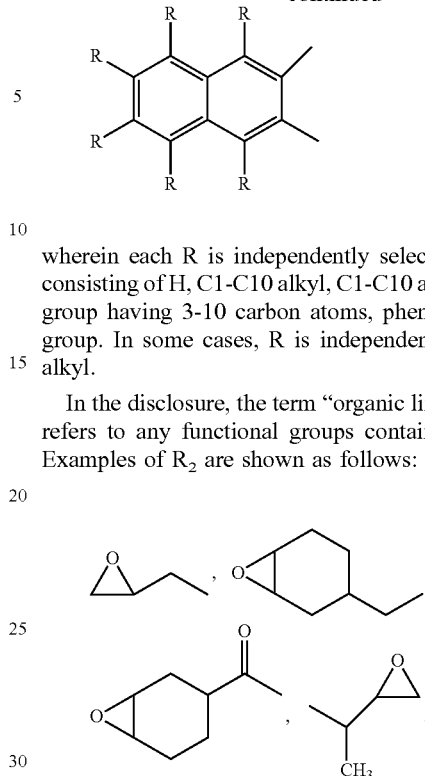 R R
R
5
R
R R
10
wherein each R is independently selec
consisting of H, C1-C10 alkyl, C1-C10 a
group having 3-10 carbon atoms, phen
group. In some cases, R is independen
15
alkyl.
In the disclosure, the term “organic li
refers to any functional groups contai
Examples of R₂ are shown as follows:
20
O , O
25
O
O , O
CH₃
30